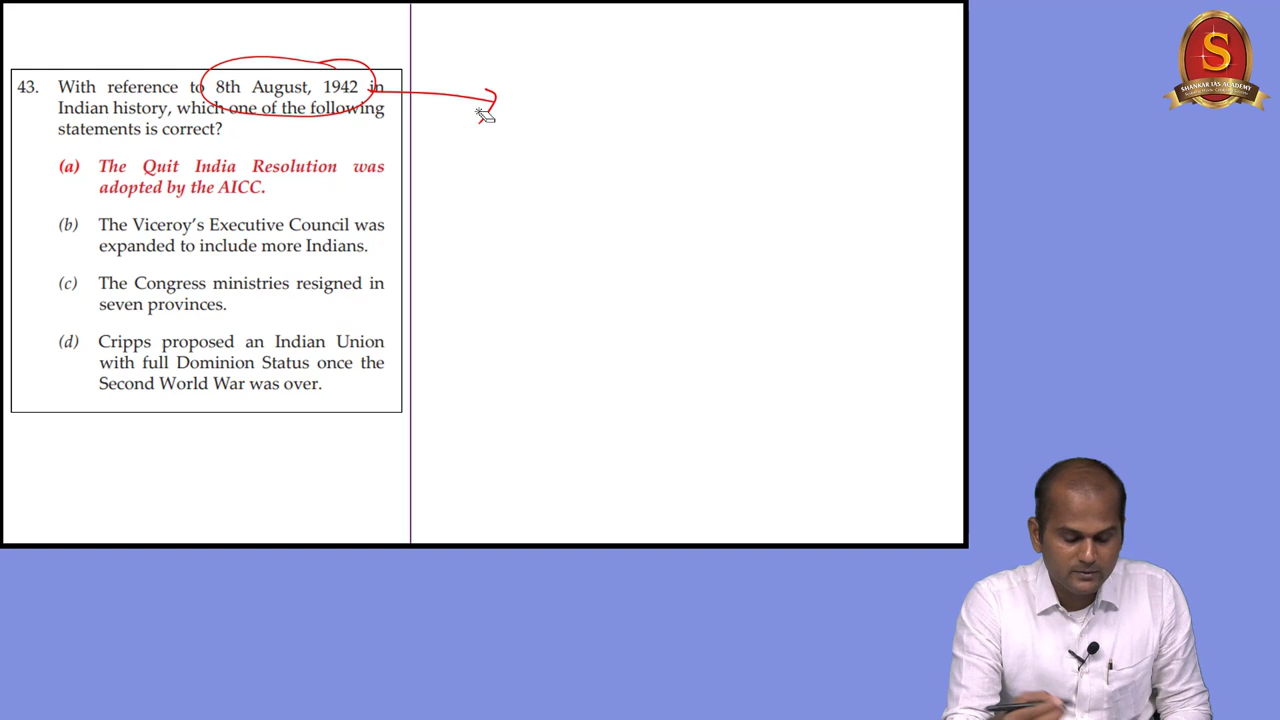 43. With reference to 8th August, 1942 in
Indian history, which one of the following
statements is correct?
(a) The Quit India Resolution was
adopted by the AICC.
(b) The Viceroy's Executive Council was
expanded to include more Indians.
(c) The Congress ministries resigned in
seven provinces.
(d) Cripps proposed an Indian Union
with full Dominion Status once the
Second World War was over.
S
SHANKAR IAS ACADEMY